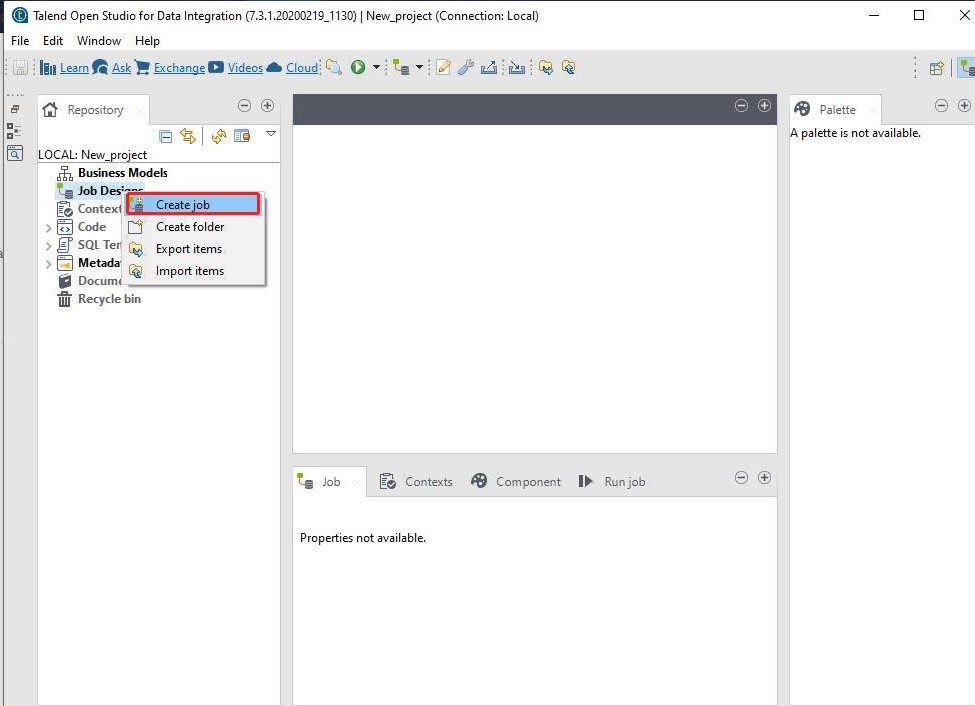 Talend Open Studio for Data Integration (7.3.1.20200219_1130) | New_project (Connection: Local)
File Edit Window Help
Learn Ask Exchange Videos Cloud
Repository
LOCAL: New_project
Business Models
Job Designs
Create job
Context
Create folder
Code
SQL Tem
Export items
Metada
Import items
Docume
Recycle bin
Palette
A palette is not available.
Job Contexts Component Run job
Properties not available.